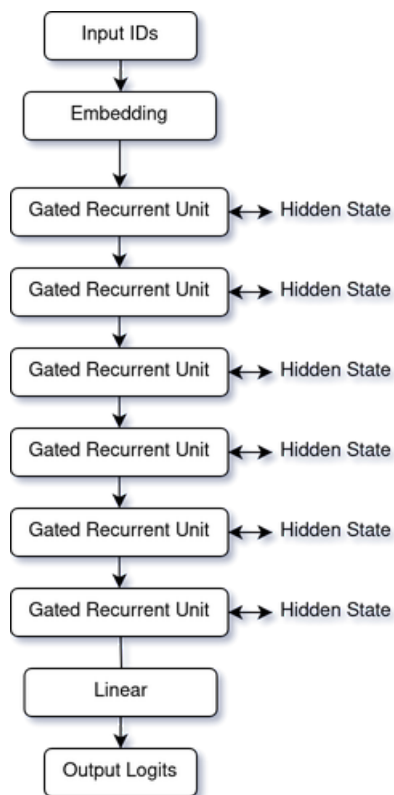 Input IDs
Embedding
Gated Recurrent Unit Hidden State
Gated Recurrent Unit Hidden State
Gated Recurrent Unit Hidden State
Gated Recurrent Unit Hidden State
Gated Recurrent Unit Hidden State
Gated Recurrent Unit Hidden State
Linear
Output Logits